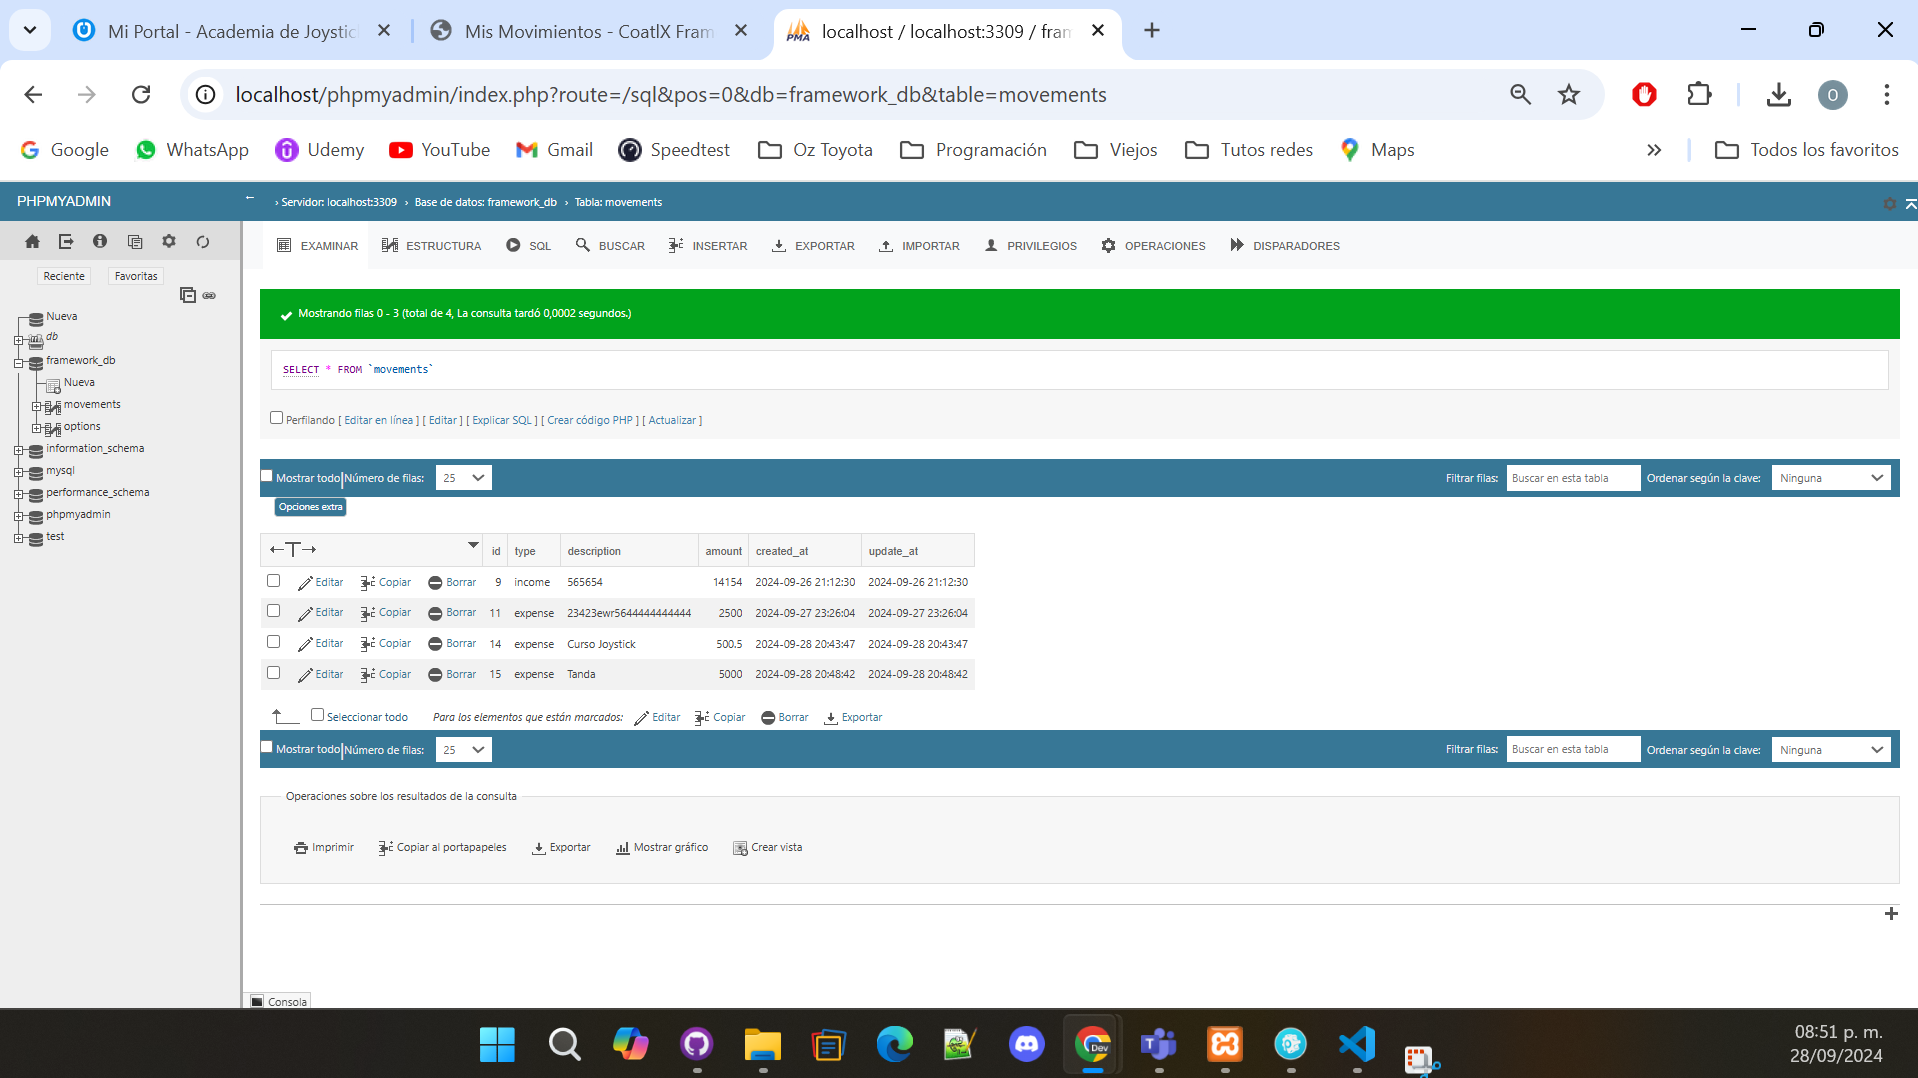 Mi Portal - Academia de Joystic
Mis Movimientos - CoatlX Fram
localhost / localhost:3309 / fram
localhost/phpmyadmin/index.php?route=/sql&pos=0&db=framework_db&table=movements
O
Google WhatsApp Udemy YouTube Gmail Speedtest Oz Toyota Programación Viejos Tutos redes Maps Todos los favoritos
PHPMYADMIN
Servidor: localhost:3309 › Base de datos: framework_db › Tabla: movements
EXAMINAR ESTRUCTURA SQL BUSCAR INSERTAR EXPORTAR IMPORTAR PRIVILEGIOS OPERACIONES DISPARADORES
Reciente Favoritas
Nueva
db
framework_db
Nueva
movements
options
information_schema
mysql
performance_schema
phpmyadmin
test
Mostrando filas 0 - 3 (total de 4, La consulta tardó 0,0002 segundos.)
SELECT * FROM `movements`
Perfilando [ Editar en línea ] [ Editar ] [ Explicar SQL ] [ Crear código PHP ] [ Actualizar ]
Mostrar todo Número de filas: 25 Filtrar filas: Buscar en esta tabla Ordenar según la clave: Ninguna
Opciones extra
id type description amount created_at update_at
Editar Copiar Borrar 9 income 565654 14154 2024-09-26 21:12:30 2024-09-26 21:12:30
Editar Copiar Borrar 11 expense 23423ewr5644444444444 2500 2024-09-27 23:26:04 2024-09-27 23:26:04
Editar Copiar Borrar 14 expense Curso Joystick 500.5 2024-09-28 20:43:47 2024-09-28 20:43:47
Editar Copiar Borrar 15 expense Tanda 5000 2024-09-28 20:48:42 2024-09-28 20:48:42
Seleccionar todo Para los elementos que están marcados: Editar Copiar Borrar Exportar
Mostrar todo Número de filas: 25 Filtrar filas: Buscar en esta tabla Ordenar según la clave: Ninguna
Operaciones sobre los resultados de la consulta
Imprimir Copiar al portapapeles Exportar Mostrar gráfico Crear vista
Consola
Dev
08:51 p. m.
28/09/2024